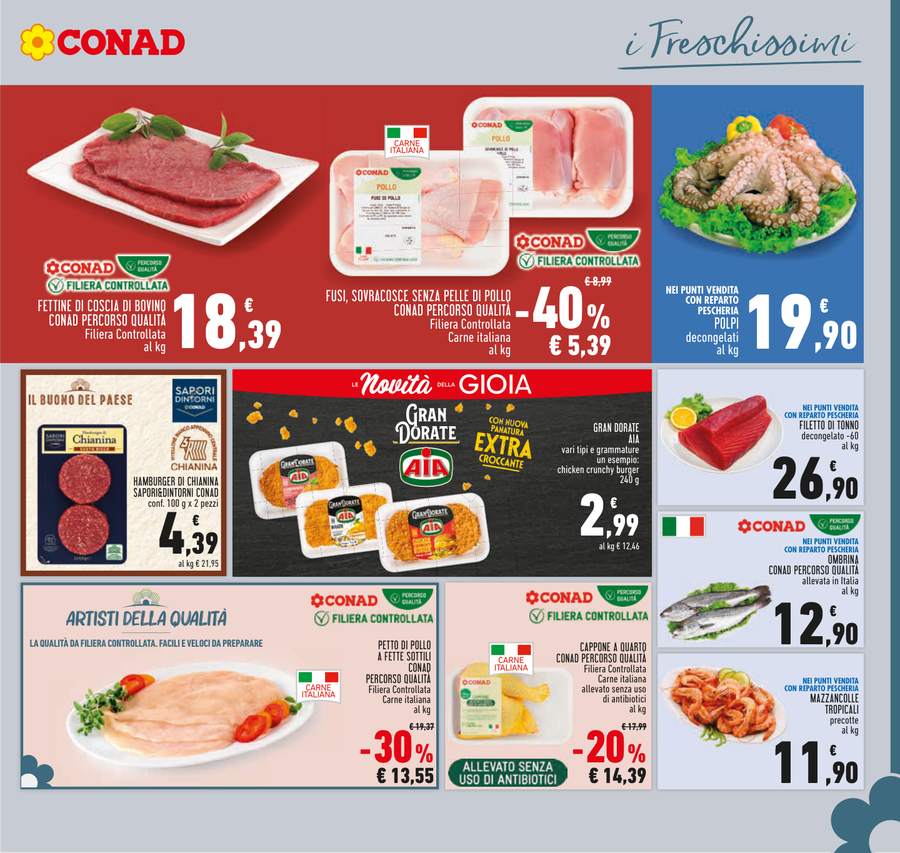 CONAD
i Freschissimi
CONAD
PERCORSO QUALITÀ
FILIERA CONTROLLATA
FETTINE DI COSCIA DI BOVINO
CONAD PERCORSO QUALITÀ
Filiera Controllata
al kg
18,39 €
CARNE
ITALIANA
CONAD
POLLO
FUSI DI POLLO
CONAD
POLLO
CONAD
PERCORSO QUALITÀ
FILIERA CONTROLLATA
FUSI, SOVRACOSCE SENZA PELLE DI POLLO
CONAD PERCORSO QUALITÀ
Filiera Controllata
Carne italiana
al kg
€ 8,99
-40%
€ 5,39
NEI PUNTI VENDITA
CON REPARTO
PESCHERIA
POLPI
decongelati
al kg
19,90 €
IL BUONO DEL PAESE
SAPORI
DINTORNI
CONAD
Hamburger di
Chianina
CHIANINA
HAMBURGER DI CHIANINA
SAPORI&DINTORNI CONAD
conf. 100 g x 2 pezzi
4,39 €
al kg € 21,95
LE Novità DELLA GIOIA
GRAN
DORATE
AIA
CON NUOVA
PANATURA
EXTRA
CROCCANTE
GRAN DORATE
AIA
vari tipi e grammature
un esempio:
chicken crunchy burger
240 g
2,99 €
al kg € 12,46
NEI PUNTI VENDITA
CON REPARTO PESCHERIA
FILETTO DI TONNO
decongelato -60
al kg
26,90 €
CONAD
PERCORSO QUALITÀ
NEI PUNTI VENDITA
CON REPARTO PESCHERIA
OMBRINA
CONAD PERCORSO QUALITÀ
allevata in Italia
al kg
12,90 €
ARTISTI DELLA QUALITÀ
LA QUALITÀ DA FILIERA CONTROLLATA. FACILI E VELOCI DA PREPARARE
CONAD
PERCORSO QUALITÀ
FILIERA CONTROLLATA
CARNE
ITALIANA
PETTO DI POLLO
A FETTE SOTTILI
CONAD
PERCORSO QUALITÀ
Filiera Controllata
Carne italiana
al kg
€ 19,37
-30%
€ 13,55
CONAD
PERCORSO QUALITÀ
FILIERA CONTROLLATA
CARNE
ITALIANA
CONAD
ALLEVATO SENZA
USO DI ANTIBIOTICI
CAPPONE A QUARTO
CONAD PERCORSO QUALITÀ
Filiera Controllata
Carne italiana
allevato senza uso
di antibiotici
al kg
€ 17,99
-20%
€ 14,39
NEI PUNTI VENDITA
CON REPARTO PESCHERIA
MAZZANCOLLE
TROPICALI
precotte
al kg
11,90 €